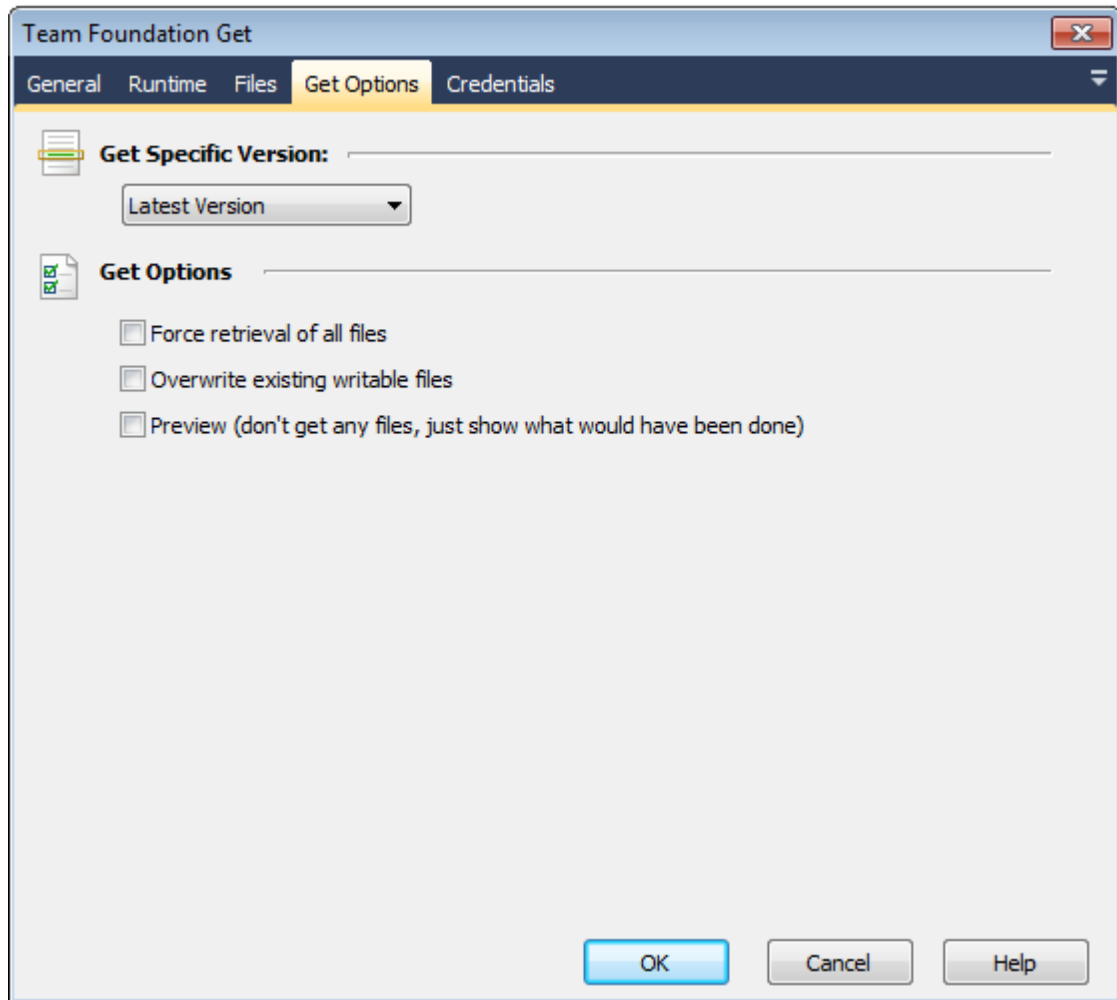 Team Foundation Get
General Runtime Files Get Options Credentials
Get Specific Version:
Latest Version
Get Options
Force retrieval of all files
Overwrite existing writable files
Preview (don't get any files, just show what would have been done)
OK Cancel Help